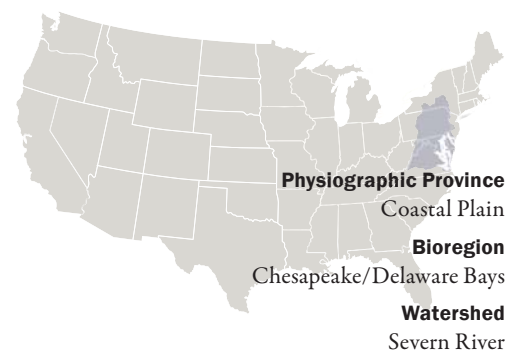 Physiographic Province
Coastal Plain
Bioregion
Chesapeake/Delaware Bays
Watershed
Severn River